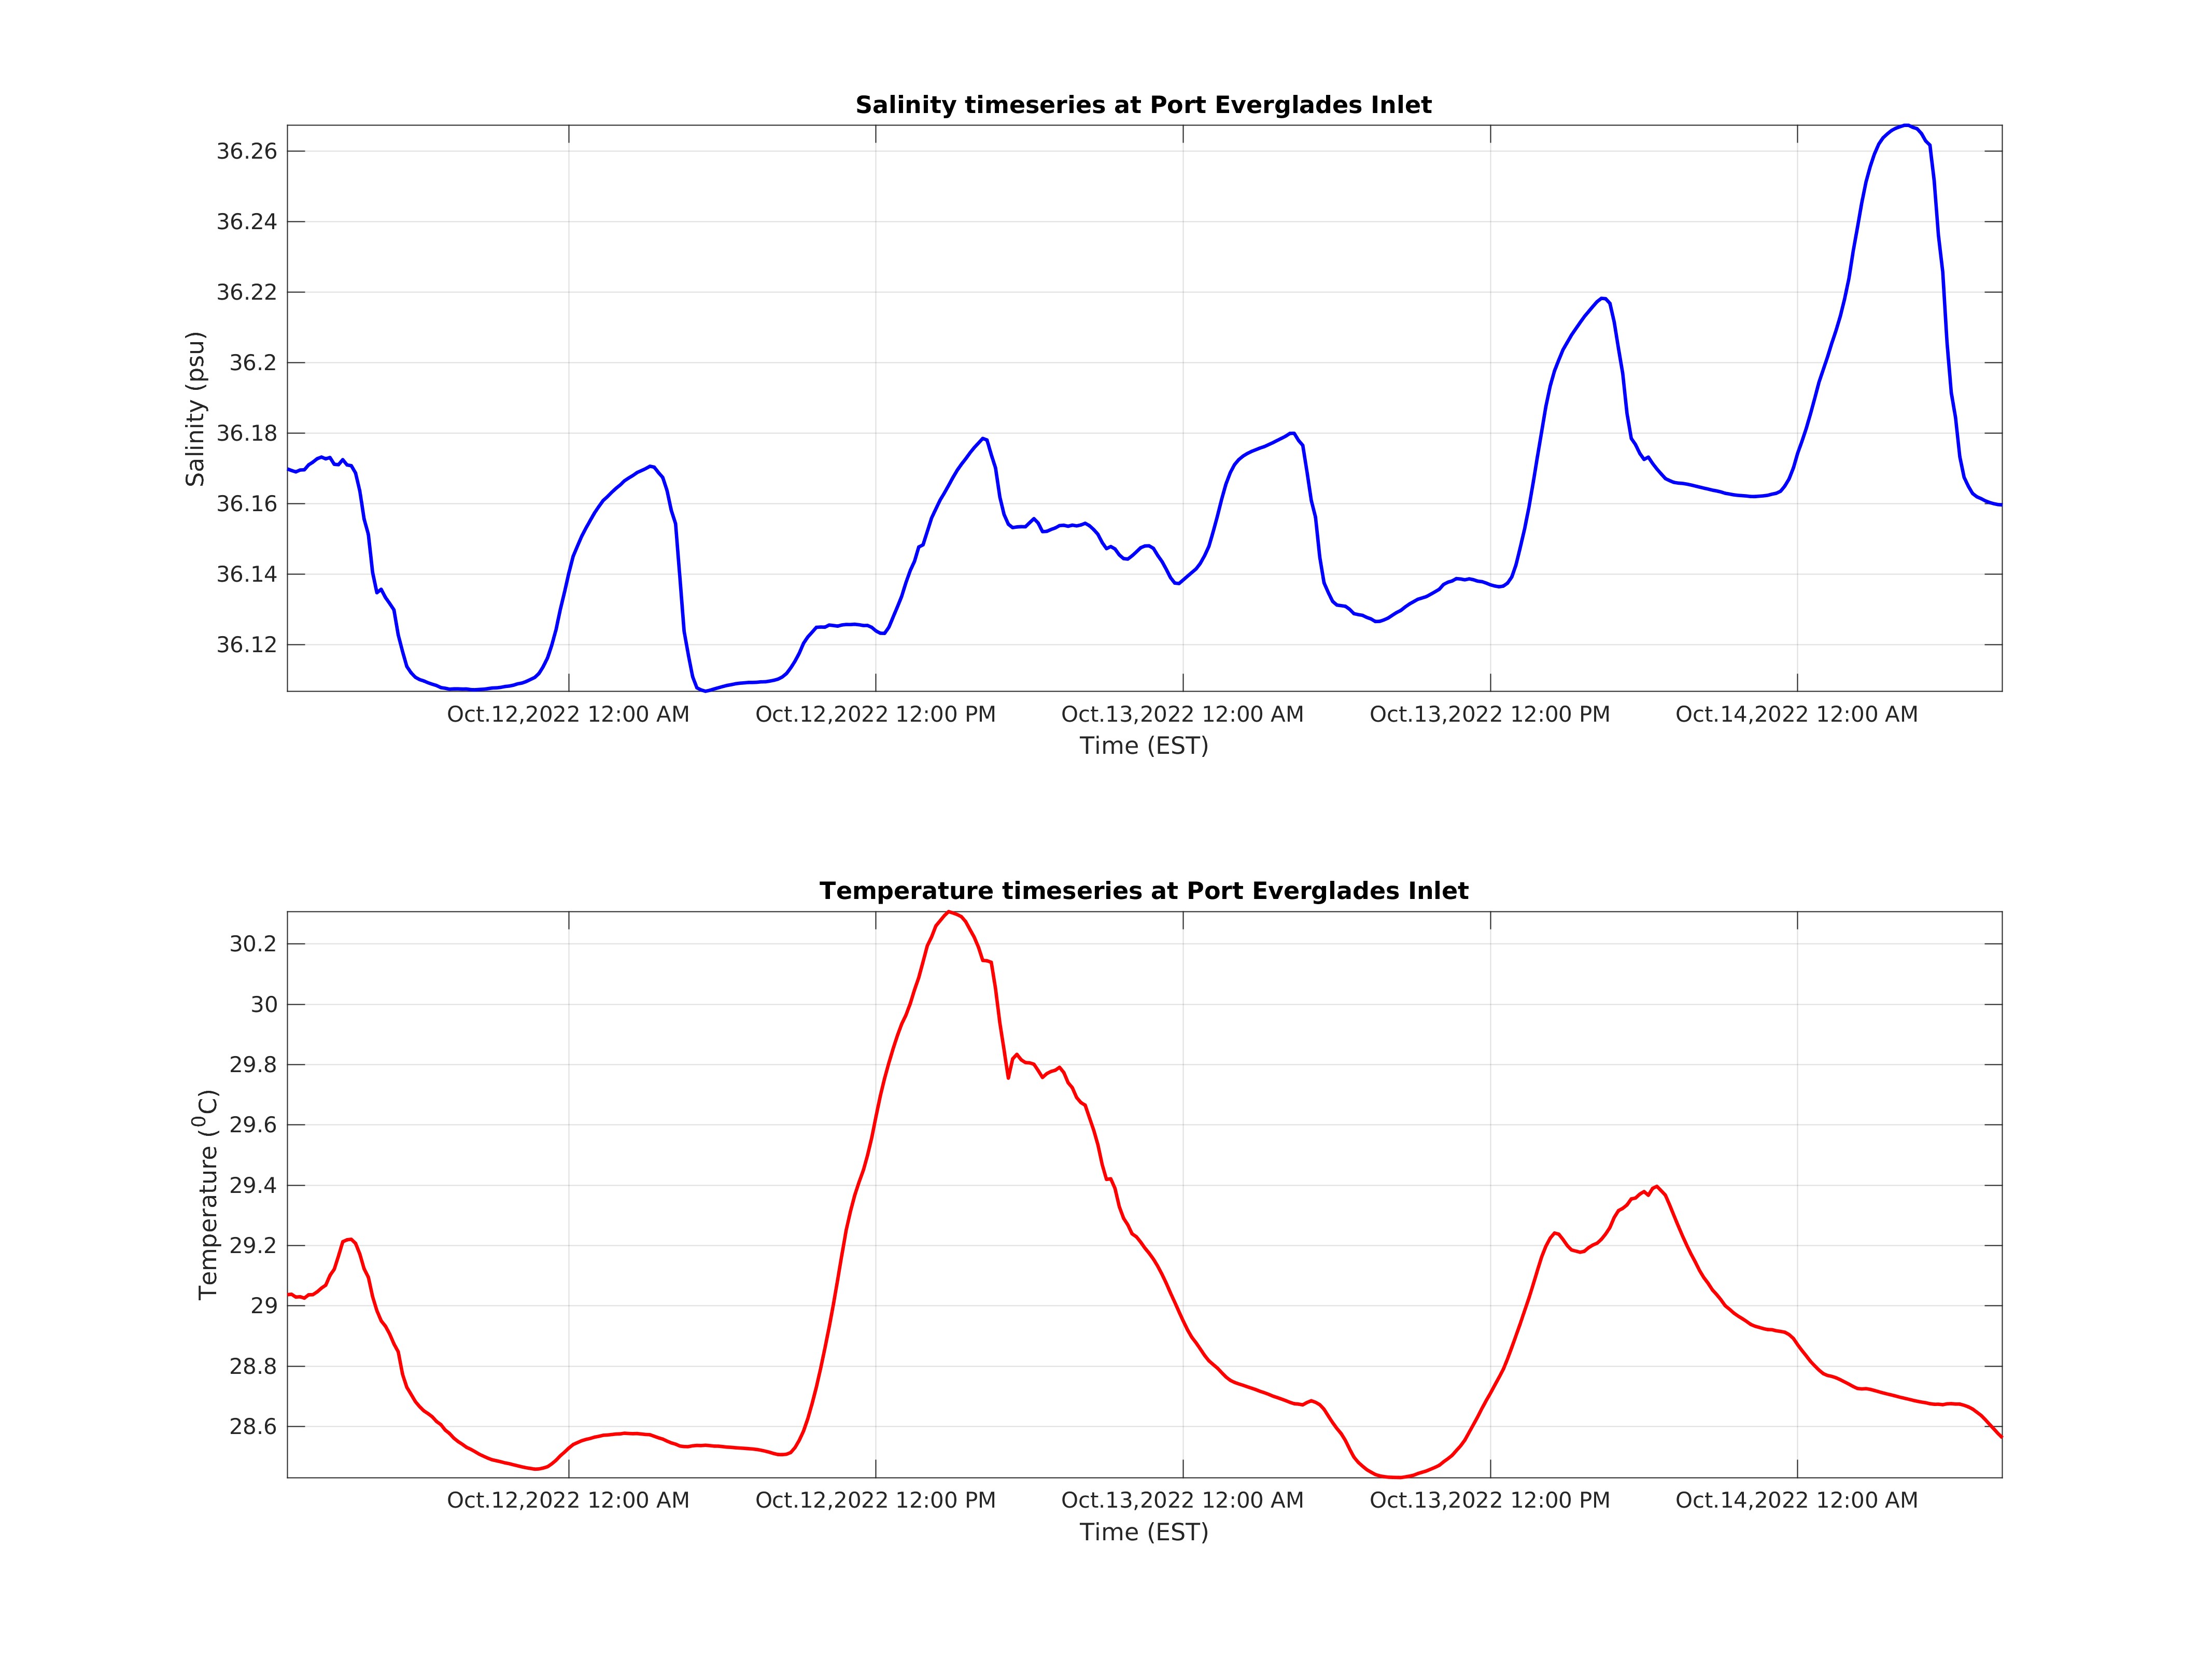 Salinity timeseries at Port Everglades Inlet
36.26
36.24
36.22
36.2
36.18
36.16
36.14
36.12
Salinity (psu)
Oct.12,2022 12:00 AM Oct.12,2022 12:00 PM Oct.13,2022 12:00 AM Oct.13,2022 12:00 PM Oct.14,2022 12:00 AM
Time (EST)
Temperature timeseries at Port Everglades Inlet
30.2
30
29.8
29.6
29.4
29.2
29
28.8
28.6
Temperature (⁰C)
Oct.12,2022 12:00 AM Oct.12,2022 12:00 PM Oct.13,2022 12:00 AM Oct.13,2022 12:00 PM Oct.14,2022 12:00 AM
Time (EST)